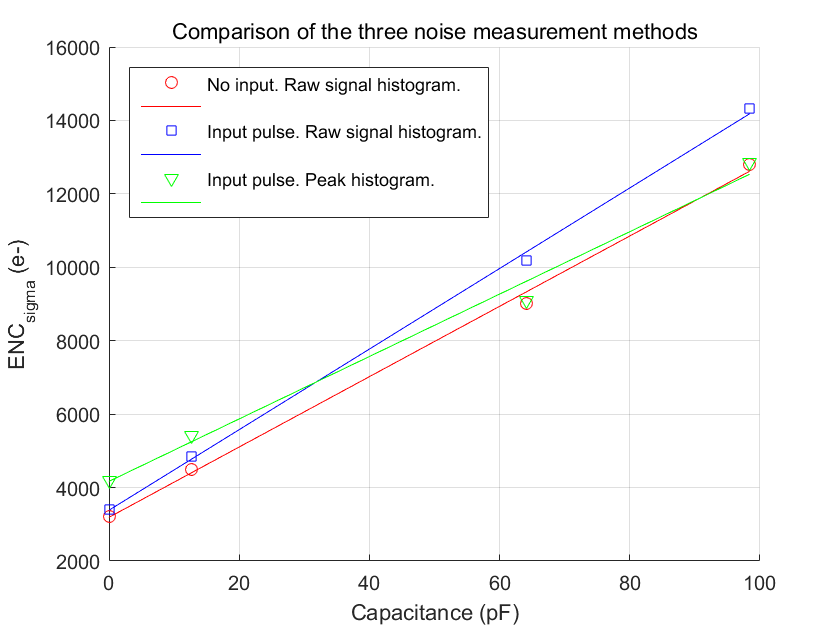 Comparison of the three noise measurement methods
16000
14000
12000
10000
8000
6000
4000
2000
ENCsigma (e-)
No input. Raw signal histogram.
Input pulse. Raw signal histogram.
Input pulse. Peak histogram.
0 20 40 60 80 100
Capacitance (pF)